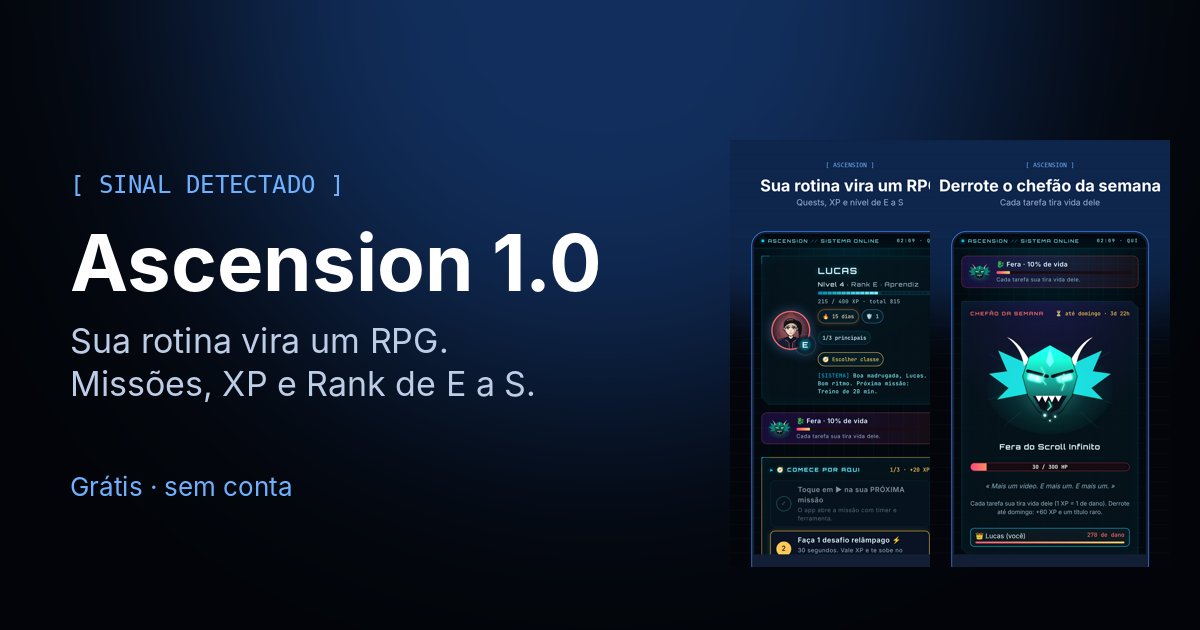 [ SINAL DETECTADO ]
Ascension 1.0
Sua rotina vira um RPG.
Missões, XP e Rank de E a S.
Grátis · sem conta
[ ASCENSION ]
Sua rotina vira um RPG
Quests, XP e nível de E a S
ASCENSION // SISTEMA ONLINE 02:09 · Q
LUCAS
Nível 4 · Rank E · Aprendiz
215 / 400 XP · total 815
🔥 15 dias 🛡 1
1/3 principais
🧭 Escolher classe
E
[SISTEMA] Boa madrugada, Lucas.
Bom ritmo. Próxima missão:
Treino de 20 min.
🐉 Fera · 10% de vida
Cada tarefa sua tira vida dele.
▸ 🧭 COMECE POR AQUI 1/3 · +20 XP
✓ Toque em ▶ na sua PRÓXIMA
missão
O app abre a missão com timer e
ferramenta.
2 Faça 1 desafio relâmpago ⚡
30 segundos. Vale XP e te sobe no
[ ASCENSION ]
Derrote o chefão da semana
Cada tarefa tira vida dele
ASCENSION // SISTEMA ONLINE 02:09 · QUI
🐉 Fera · 10% de vida
Cada tarefa sua tira vida dele.
CHEFÃO DA SEMANA ⏳ até domingo · 3d 22h
Fera do Scroll Infinito
30 / 300 HP
« Mais um vídeo. E mais um. E mais um. »
Cada tarefa sua tira vida dele (1 XP = 1 de dano). Derrote
até domingo: +60 XP e um título raro.
👑 Lucas (você) 270 de dano